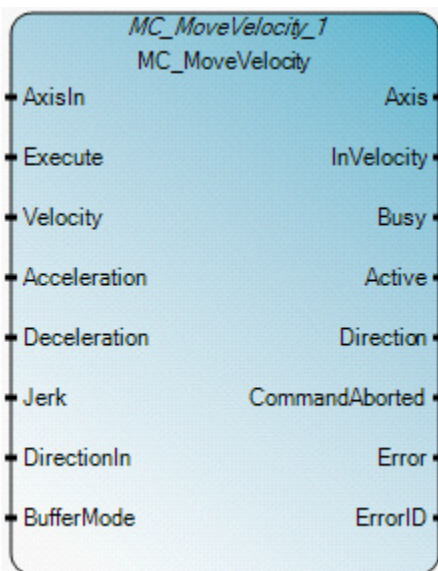 MC_MoveVelocity_1
MC_MoveVelocity
AxisIn Axis
Execute InVelocity
Velocity Busy
Acceleration Active
Deceleration Direction
Jerk CommandAborted
DirectionIn Error
BufferMode ErrorID